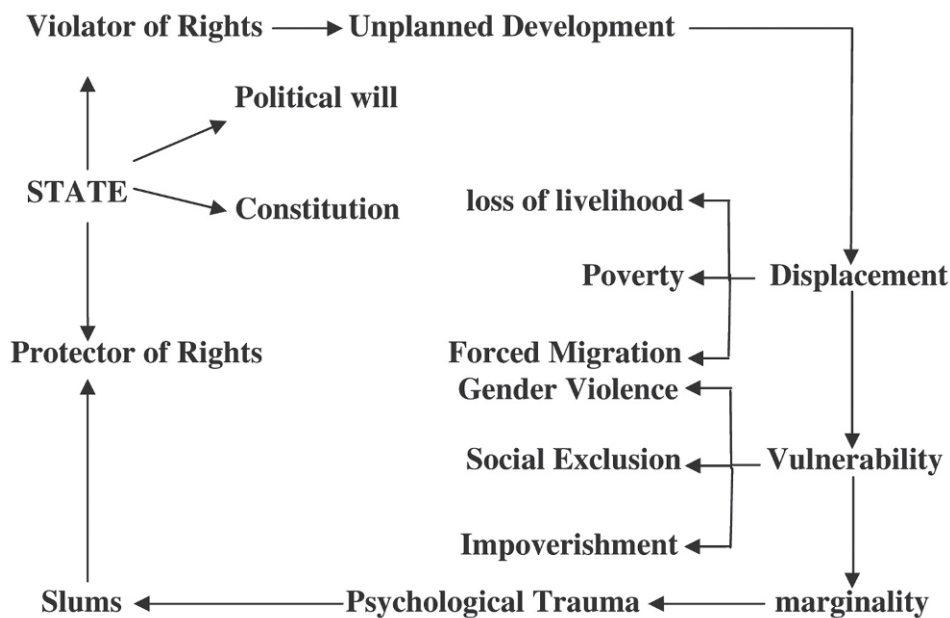 Violator of Rights
Unplanned Development
Political will
STATE
Constitution
loss of livelihood
Poverty
Displacement
Protector of Rights
Forced Migration
Gender Violence
Social Exclusion
Vulnerability
Impoverishment
Slums
Psychological Trauma
marginality